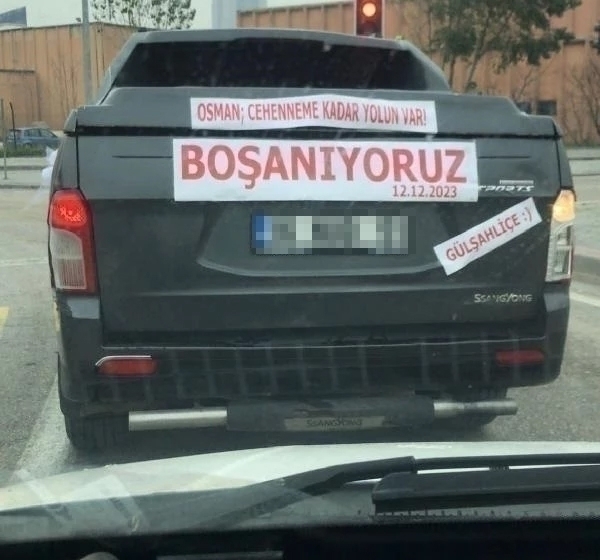 OSMAN; CEHENNEME KADAR YOLUN VAR!
BOŞANIYORUZ
12.12.2023
SPORTS
GÜLŞAHLİÇE :)
SSANGYONG
SSANGYONG